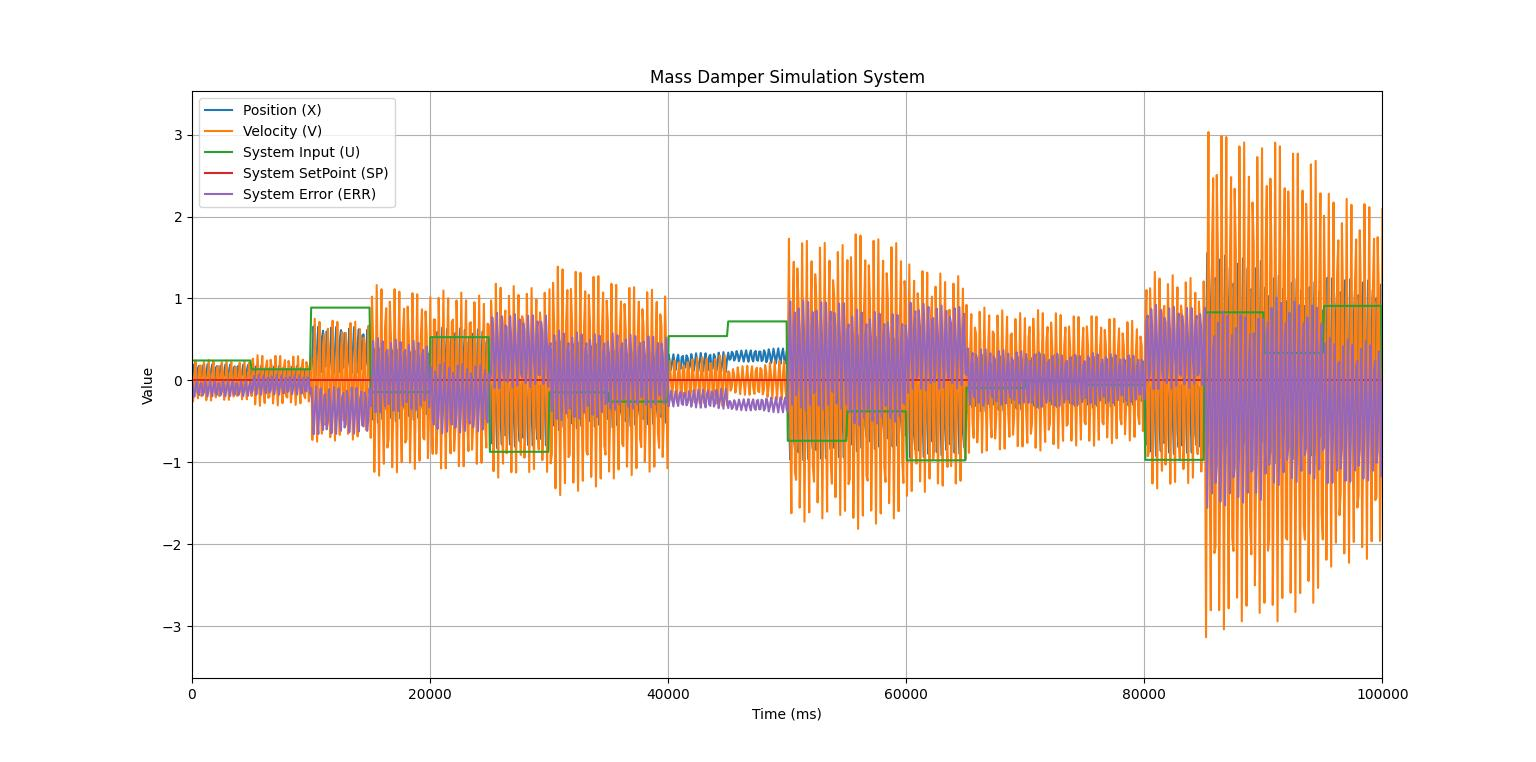 Mass Damper Simulation System
Position (X)
Velocity (V)
System Input (U)
System SetPoint (SP)
System Error (ERR)
3
2
1
0
−1
−2
−3
Value
0
20000
40000
60000
80000
100000
Time (ms)